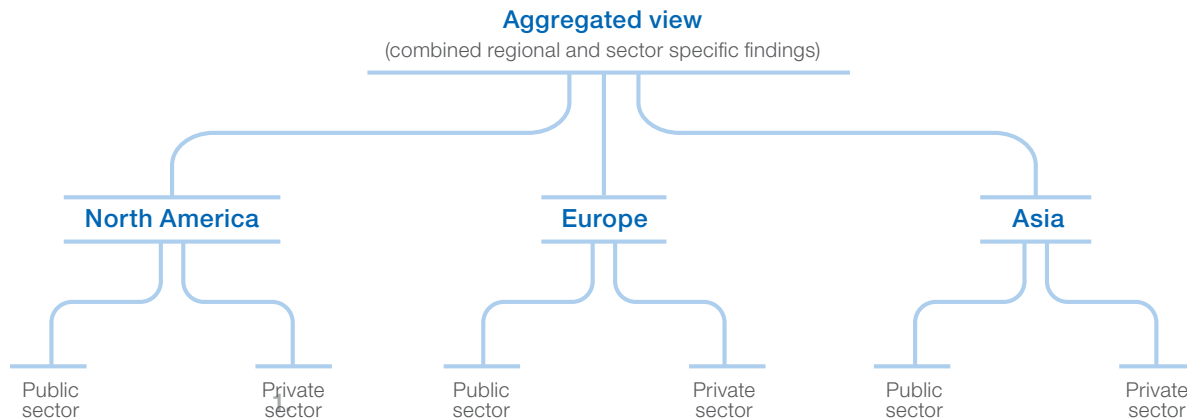 Aggregated view
(combined regional and sector specific findings)
North America
Europe
Asia
Public
sector
Private
sector
1.
Public
sector
Private
sector
Public
sector
Private
sector